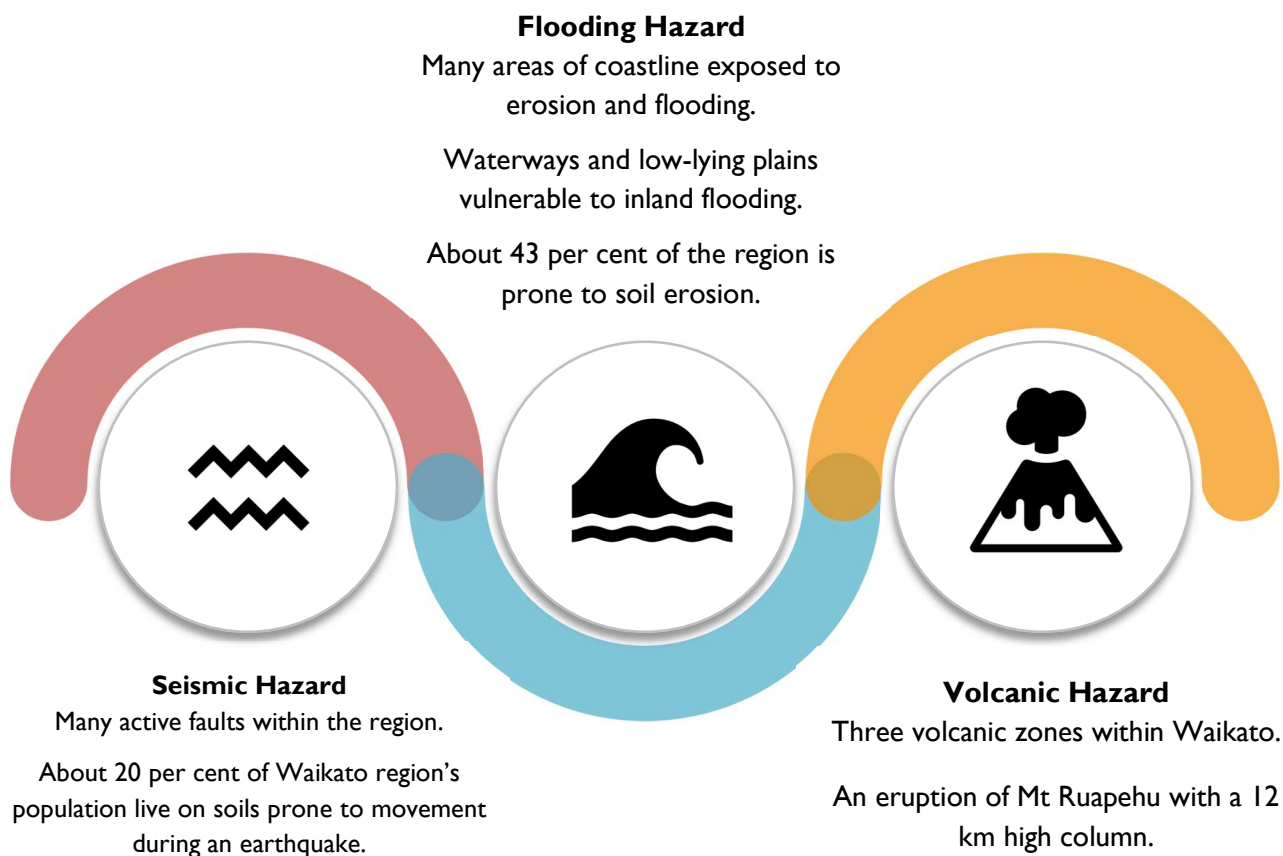 Flooding Hazard
Many areas of coastline exposed to
erosion and flooding.
Waterways and low-lying plains
vulnerable to inland flooding.
About 43 per cent of the region is
prone to soil erosion.
Seismic Hazard
Many active faults within the region.
About 20 per cent of Waikato region’s
population live on soils prone to movement
during an earthquake.
Volcanic Hazard
Three volcanic zones within Waikato.
An eruption of Mt Ruapehu with a 12
km high column.